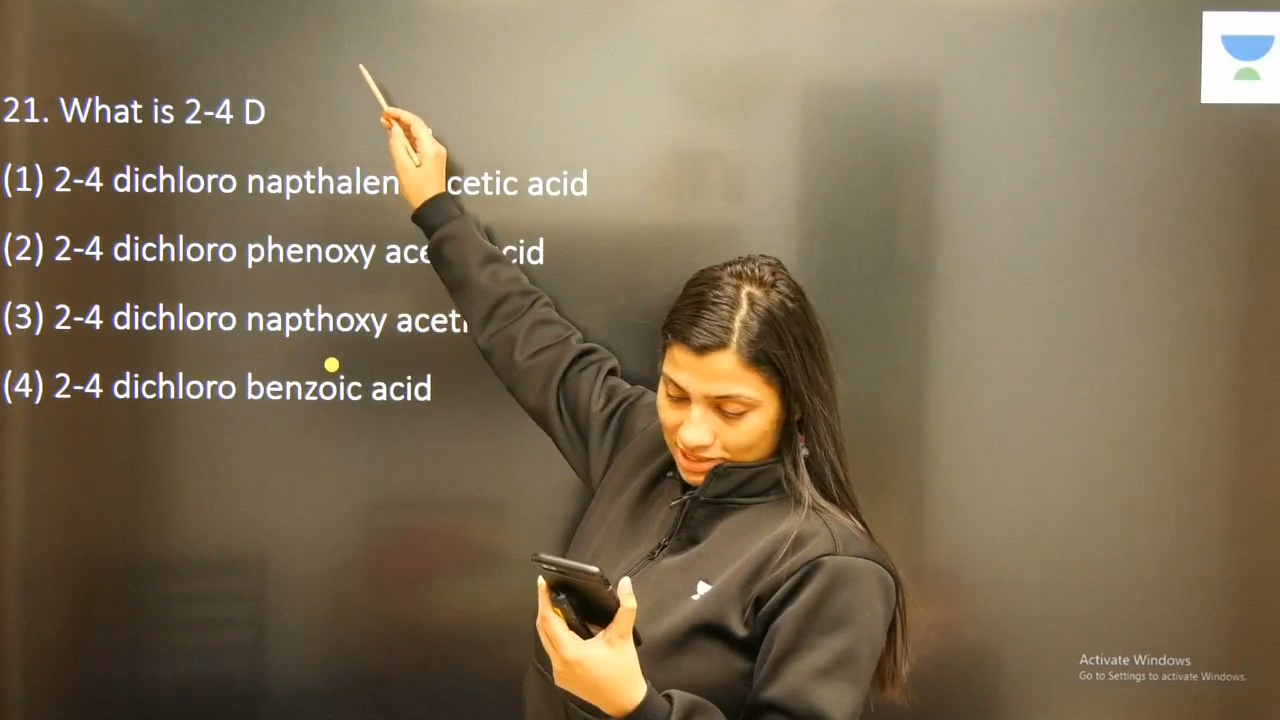 21. What is 2-4 D
(1) 2-4 dichloro napthalen cetic acid
(2) 2-4 dichloro phenoxy ace cid
(3) 2-4 dichloro napthoxy aceti
(4) 2-4 dichloro benzoic acid
Activate Windows
Go to Settings to activate Windows.